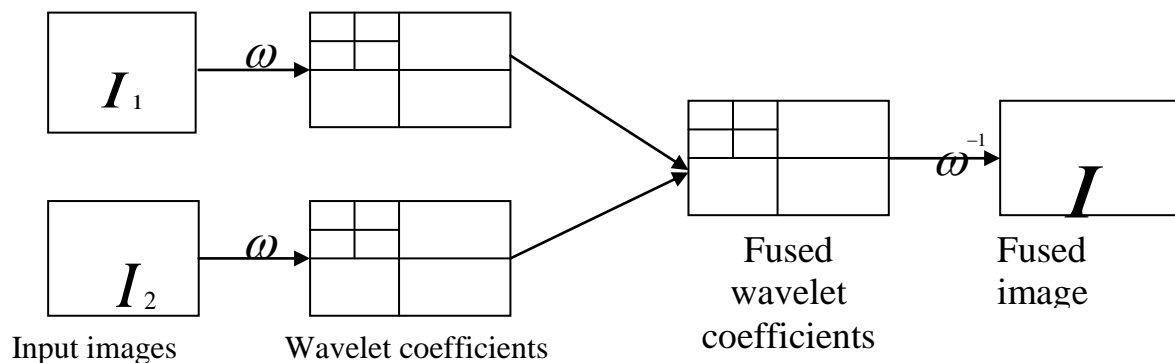 I₁
ω
ω
I₂
Input images
Wavelet coefficients
Fused
wavelet
coefficients
ω⁻¹
I
Fused
image